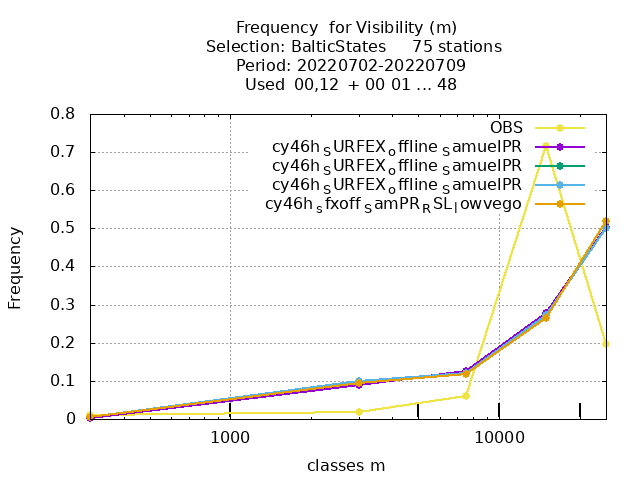 Frequency  for Visibility (m)
Selection: BalticStates     75 stations
Period: 20220702-20220709
Used  00,12  + 00 01 ... 48
OBS
cy46h_SURFEX_offline_SamuelPR
cy46h_SURFEX_offline_SamuelPR
cy46h_SURFEX_offline_SamuelPR
cy46h_sfxoff_SamPR_RSL_lowvego
0.8
0.7
0.6
0.5
0.4
0.3
0.2
0.1
0
Frequency
1000
10000
classes m